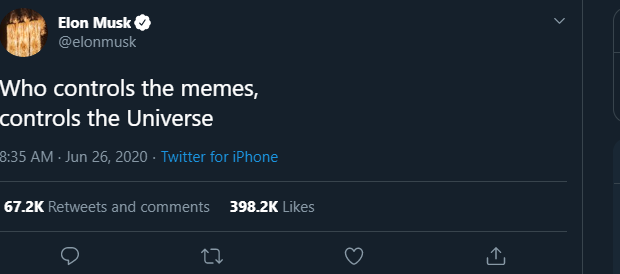 Elon Musk
@elonmusk
Who controls the memes,
controls the Universe
8:35 AM · Jun 26, 2020 · Twitter for iPhone
67.2K Retweets and comments 398.2K Likes